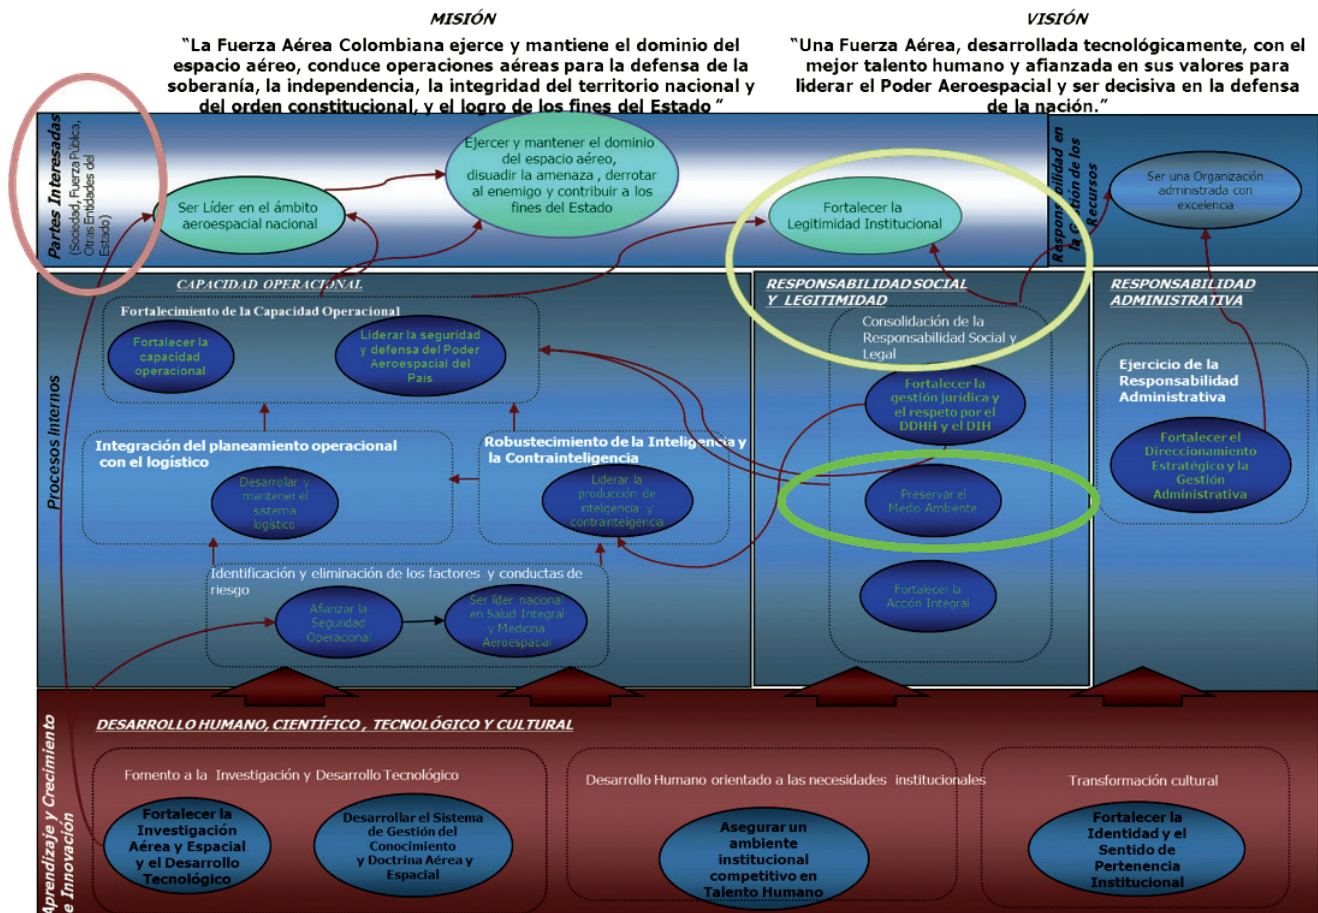 MISIÓN
"La Fuerza Aérea Colombiana ejerce y mantiene el dominio del
espacio aéreo, conduce operaciones aéreas para la defensa de la
soberanía, la independencia, la integridad del territorio nacional y
del orden constitucional, y el logro de los fines del Estado "
VISIÓN
"Una Fuerza Aérea, desarrollada tecnológicamente, con el
mejor talento humano y afianzada en sus valores para
liderar el Poder Aeroespacial y ser decisiva en la defensa
de la nación."
Partes Interesadas
(Sociedad, Fuerza Pública,
Otras Entidades del
Estado)
Ser Líder en el ámbito
aeroespacial nacional
Ejercer y mantener el dominio
del espacio aéreo,
disuadir la amenaza , derrotar
al enemigo y contribuir a los
fines del Estado
Fortalecer la
Legitimidad Institucional
Responsabilidad en
la Gestión de los
Recursos
Ser una Organización
administrada con
excelencia
Procesos Internos
CAPACIDAD OPERACIONAL
Fortalecimiento de la Capacidad Operacional
Fortalecer la
capacidad
operacional
Liderar la seguridad
y defensa del Poder
Aeroespacial del
País
Integración del planeamiento operacional
con el logístico
Desarrollar y
mantener el
sistema
logístico
Robustecimiento de la Inteligencia y
la Contrainteligencia
Liderar la
producción de
inteligencia y
contrainteligencia
Identificación y eliminación de los factores y conductas de
riesgo
Afianzar la
Seguridad
Operacional
Ser líder nacional
en Salud Integral
y Medicina
Aeroespacial
RESPONSABILIDAD SOCIAL
Y LEGITIMIDAD
Consolidación de la
Responsabilidad Social y
Legal
Fortalecer la
gestión jurídica y
el respeto por el
DDHH y el DIH
Preservar el
Medio Ambiente
Fortalecer la
Acción Integral
RESPONSABILIDAD
ADMINISTRATIVA
Ejercicio de la
Responsabilidad
Administrativa
Fortalecer el
Direccionamiento
Estratégico y la
Gestión
Administrativa
Aprendizaje y Crecimiento
e Innovación
DESARROLLO HUMANO, CIENTÍFICO , TECNOLÓGICO Y CULTURAL
Fomento a la Investigación y Desarrollo Tecnológico
Fortalecer la
Investigación
Aérea y Espacial
y el Desarrollo
Tecnológico
Desarrollar el Sistema
de Gestión del
Conocimiento
y Doctrina Aérea y
Espacial
Desarrollo Humano orientado a las necesidades institucionales
Asegurar un
ambiente
institucional
competitivo en
Talento Humano
Transformación cultural
Fortalecer la
Identidad y el
Sentido de
Pertenencia
Institucional